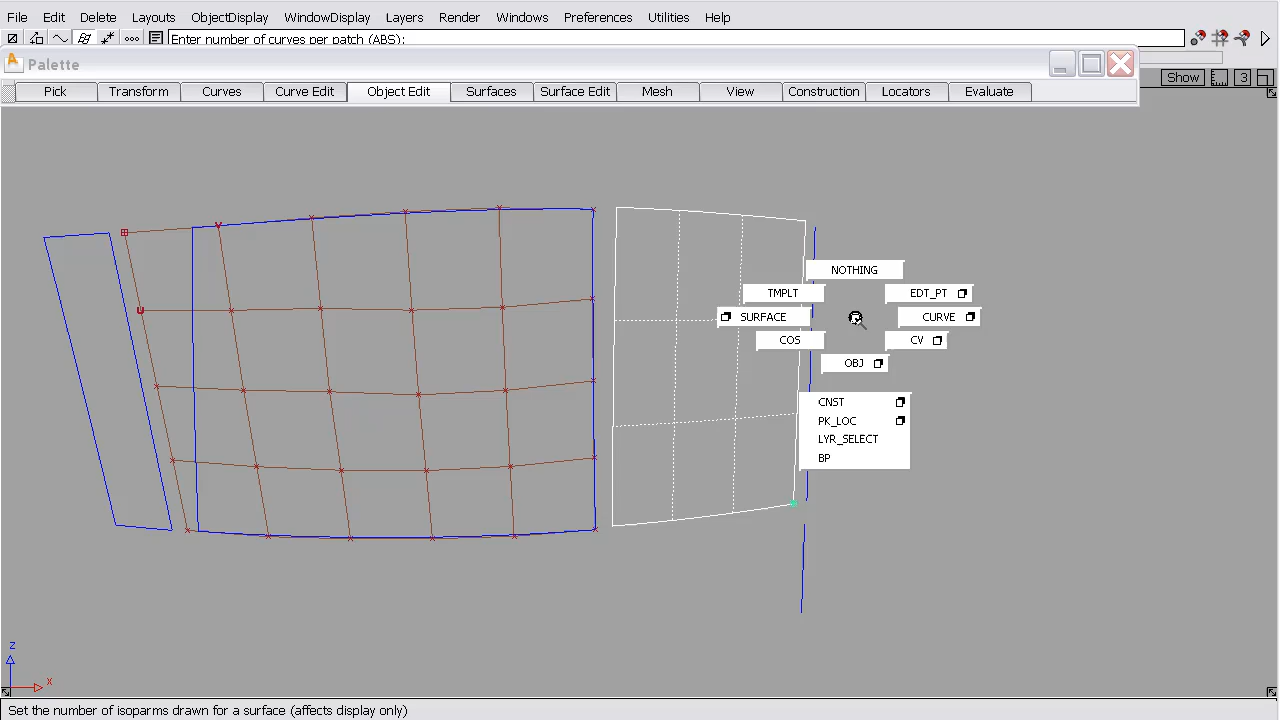 File Edit Delete Layouts ObjectDisplay WindowDisplay Layers Render Windows Preferences Utilities Help
Enter number of curves per patch (ABS):
Palette
Show 3
Pick Transform Curves Curve Edit Object Edit Surfaces Surface Edit Mesh View Construction Locators Evaluate
V
U
NOTHING
TMPLT EDT_PT
SURFACE CURVE
COS CV
OBJ
CNST
PK_LOC
LYR_SELECT
BP
z
x
Set the number of isoparms drawn for a surface (affects display only)